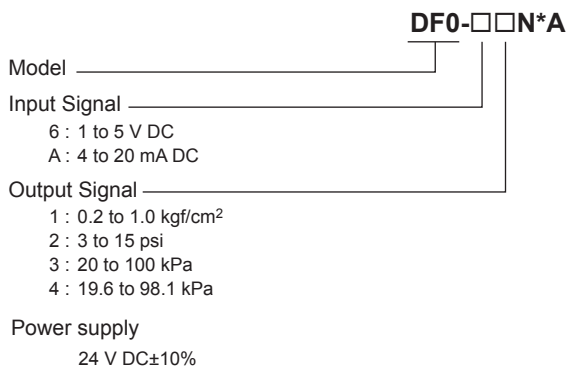 DF0-□□N*A
Model
Input Signal
6 : 1 to 5 V DC
A : 4 to 20 mA DC
Output Signal
1 : 0.2 to 1.0 kgf/cm²
2 : 3 to 15 psi
3 : 20 to 100 kPa
4 : 19.6 to 98.1 kPa
Power supply
24 V DC±10%